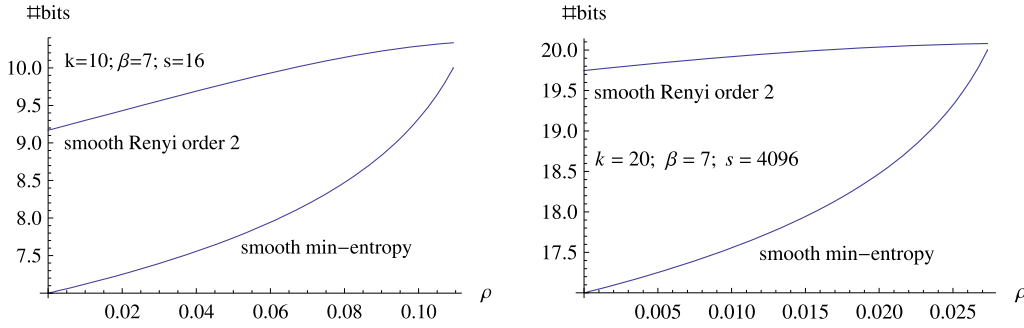 ⌗bits
k=10; β=7; s=16
10.0
9.5
9.0
8.5
8.0
7.5
smooth Renyi order 2
smooth min−entropy
0.02 0.04 0.06 0.08 0.10
ρ
⌗bits
20.0
19.5
19.0
18.5
18.0
17.5
smooth Renyi order 2
k = 20; β = 7; s = 4096
smooth min−entropy
0.005 0.010 0.015 0.020 0.025
ρ